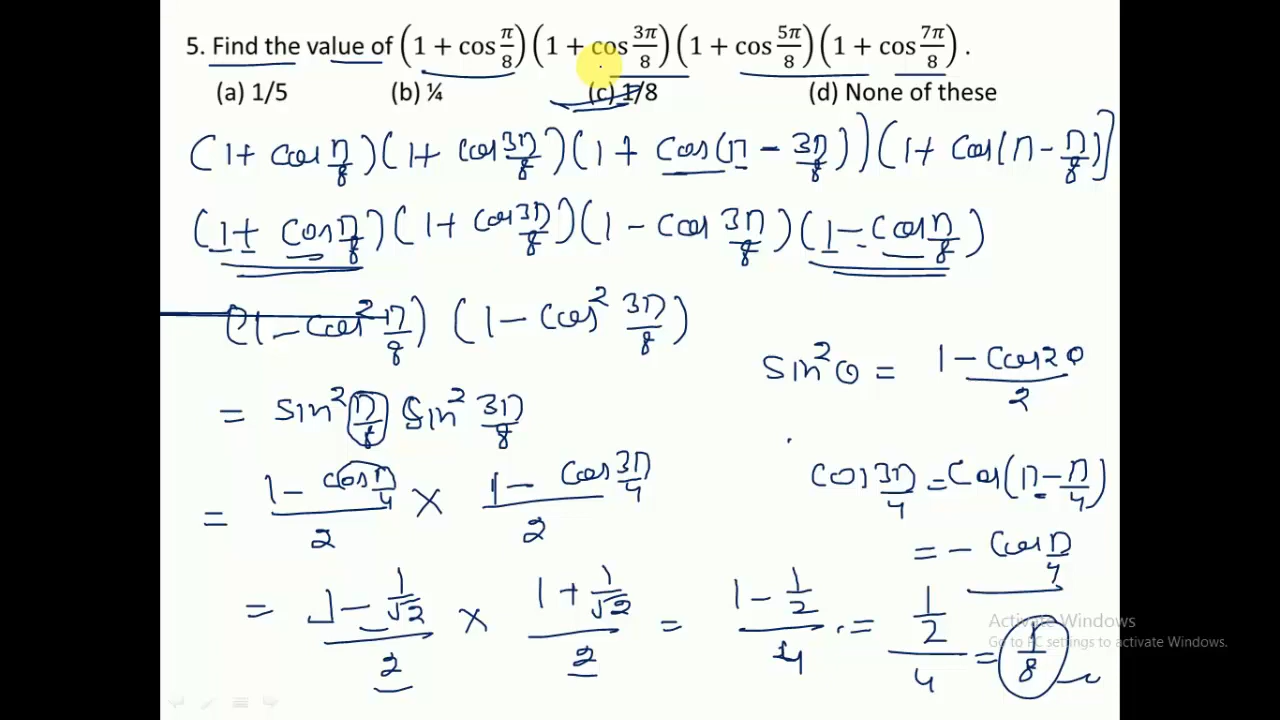 5. Find the value of (1 + cos π/8)(1 + cos 3π/8)(1 + cos 5π/8)(1 + cos 7π/8) .
(a) 1/5 (b) ¼ (c) 1/8 (d) None of these
(1 + cos π/8)(1 + cos 3π/8)(1 + cos(π − 3π/8))(1 + cos(π − π/8)]
(1 + cos π/8)(1 + cos 3π/8)(1 − cos 3π/8)(1 − cos π/8)
(1 − cos² π/8) (1 − cos² 3π/8)
sin²θ = (1 − cos2θ)/2
= sin² π/8 sin² 3π/8
cos 3π/4 = cos(π − π/4)
= (1 − cos π/4)/2 × (1 − cos 3π/4)/2
= − cos π/4
= (1 − 1/√2)/2 × (1 + 1/√2)/2 = (1 − 1/2)/4 . = (1/2)/4 = 1/8
Activate Windows
Go to PC settings to activate Windows.